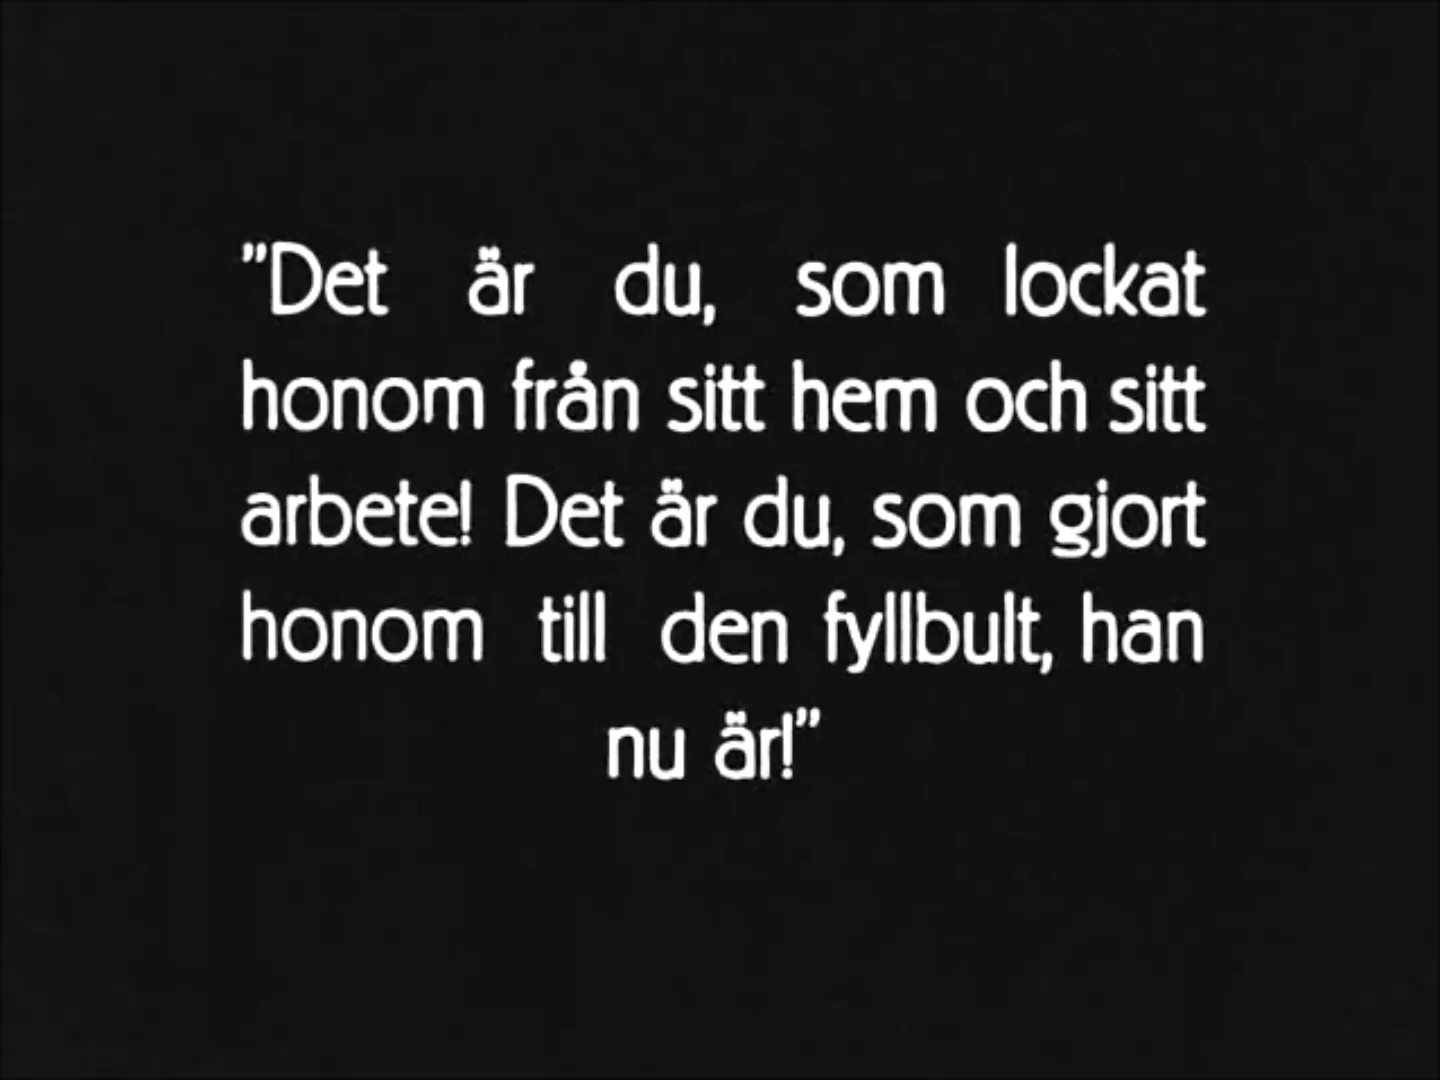 ”Det är du, som lockat
honom från sitt hem och sitt
arbete! Det är du, som gjort
honom till den fyllbult, han
nu är!”